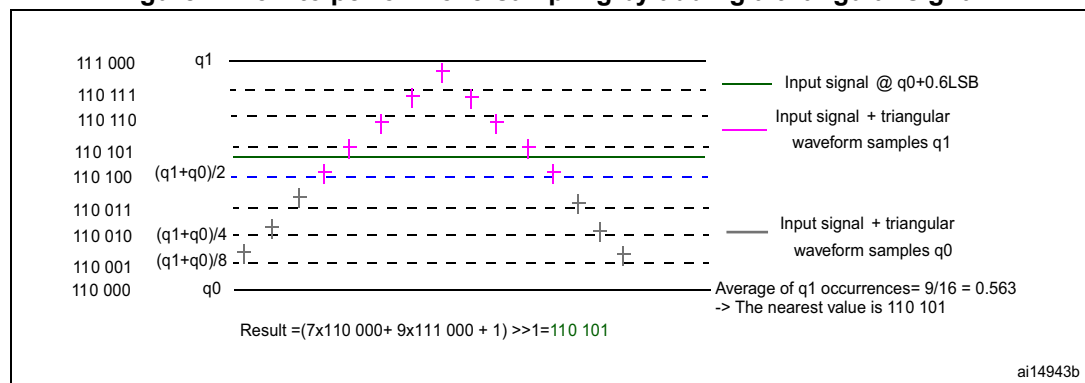 111 000 q1
110 111
110 110
110 101
110 100 (q1+q0)/2
110 011
110 010 (q1+q0)/4
110 001 (q1+q0)/8
110 000 q0
Input signal @ q0+0.6LSB
Input signal + triangular
waveform samples q1
Input signal + triangular
waveform samples q0
Average of q1 occurrences= 9/16 = 0.563
-> The nearest value is 110 101
Result =(7x110 000+ 9x111 000 + 1) >>1=110 101
ai14943b